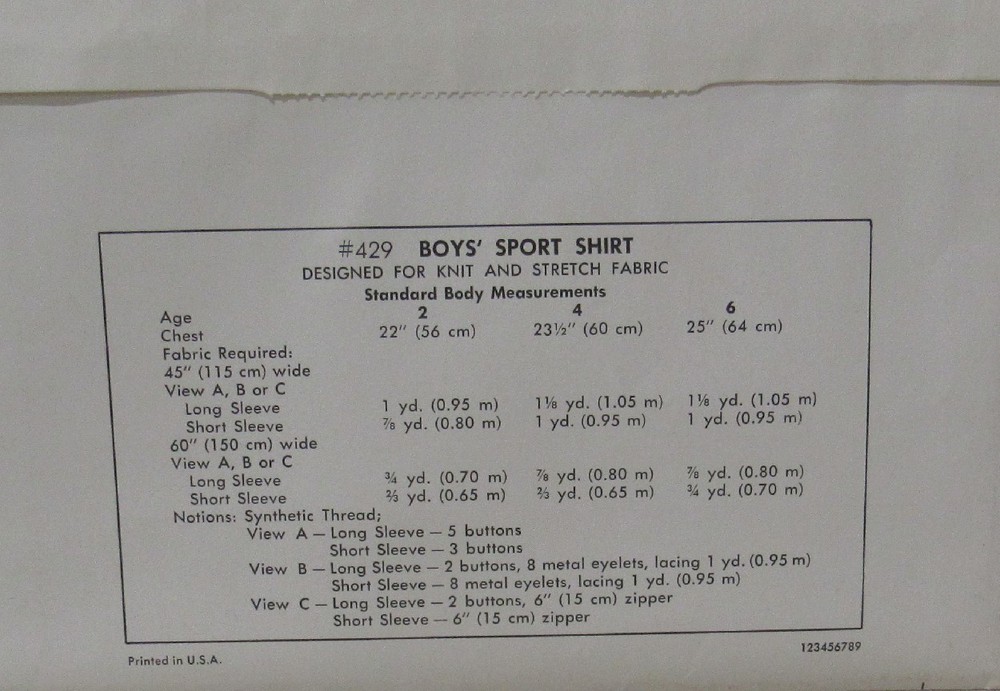 #429 BOYS' SPORT SHIRT
DESIGNED FOR KNIT AND STRETCH FABRIC
Standard Body Measurements
Age 2 4 6
Chest 22" (56 cm) 23½" (60 cm) 25" (64 cm)
Fabric Required:
45" (115 cm) wide
View A, B or C
Long Sleeve 1 yd. (0.95 m) 1⅛ yd. (1.05 m) 1⅛ yd. (1.05 m)
Short Sleeve ⅞ yd. (0.80 m) 1 yd. (0.95 m) 1 yd. (0.95 m)
60" (150 cm) wide
View A, B or C
Long Sleeve ¾ yd. (0.70 m) ⅞ yd. (0.80 m) ⅞ yd. (0.80 m)
Short Sleeve ⅔ yd. (0.65 m) ⅔ yd. (0.65 m) ¾ yd. (0.70 m)
Notions: Synthetic Thread;
View A — Long Sleeve — 5 buttons
Short Sleeve — 3 buttons
View B — Long Sleeve — 2 buttons, 8 metal eyelets, lacing 1 yd. (0.95 m)
Short Sleeve — 8 metal eyelets, lacing 1 yd. (0.95 m)
View C — Long Sleeve — 2 buttons, 6" (15 cm) zipper
Short Sleeve — 6" (15 cm) zipper
123456789
Printed in U.S.A.